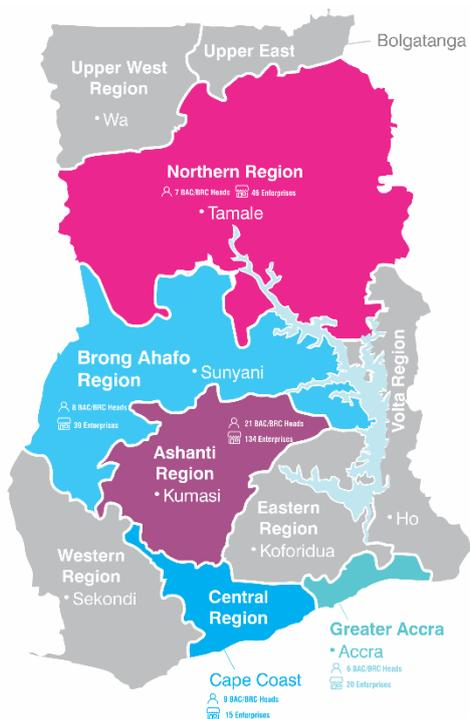 Upper East
Bolgatanga
Upper West
Region
• Wa
Northern Region
7 BAC/BRC Heads
46 Enterprises
• Tamale
Volta Region
Brong Ahafo
Region
• Sunyani
8 BAC/BRC Heads
39 Enterprises
21 BAC/BRC Heads
134 Enterprises
Ashanti
Region
• Kumasi
Eastern
Region
• Koforidua
• Ho
Western
Region
• Sekondi
Central
Region
Greater Accra
• Accra
6 BAC/BRC Heads
20 Enterprises
Cape Coast
9 BAC/BRC Heads
15 Enterprises